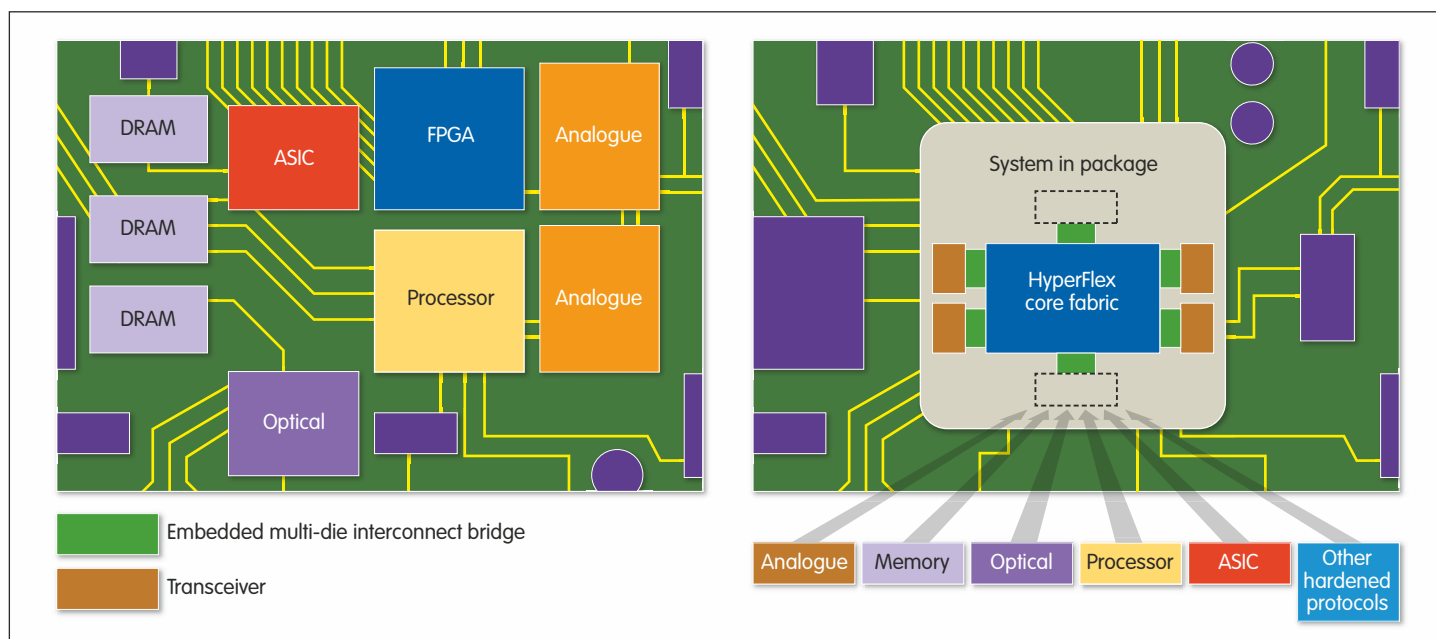 DRAM
ASIC
FPGA
Analogue
DRAM
Processor
Analogue
DRAM
Optical
Embedded multi-die interconnect bridge
Transceiver
System in package
HyperFlex
core fabric
Analogue
Memory
Optical
Processor
ASIC
Other
hardened
protocols